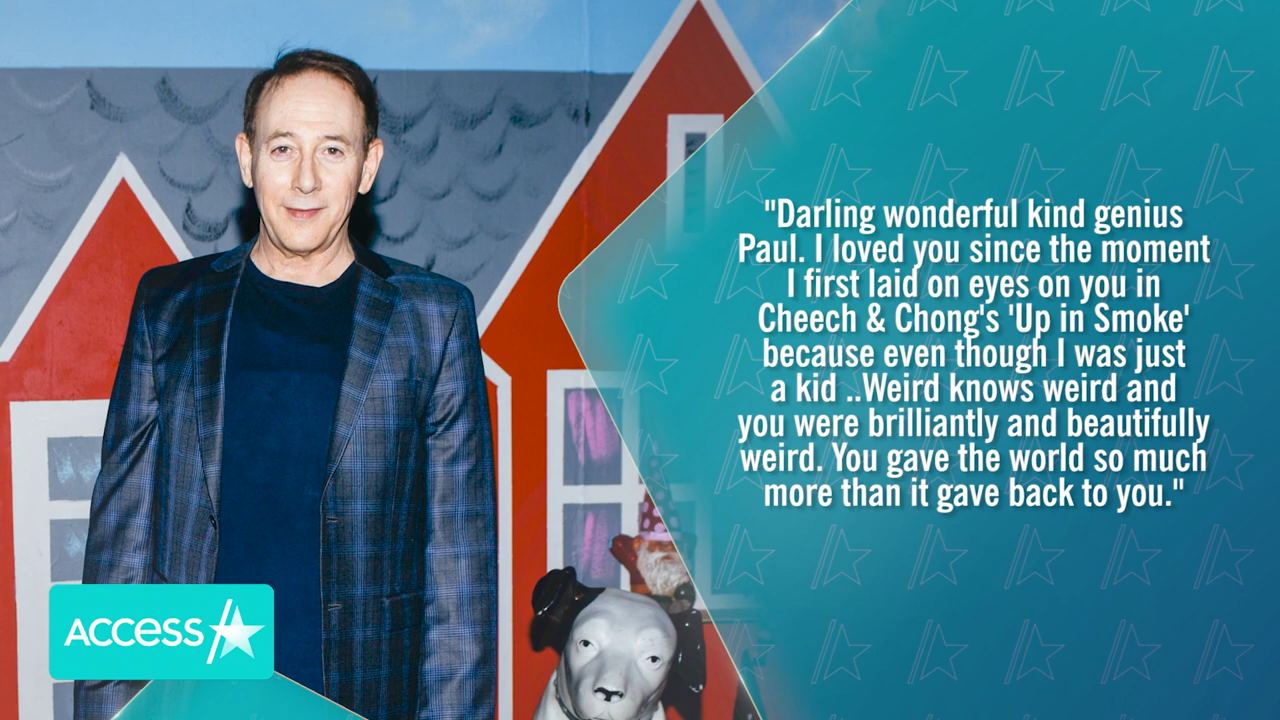 "Darling wonderful kind genius
Paul. I loved you since the moment
I first laid on eyes on you in
Cheech & Chong's 'Up in Smoke'
because even though I was just
a kid ..Weird knows weird and
you were brilliantly and beautifully
weird. You gave the world so much
more than it gave back to you."
ACCESS